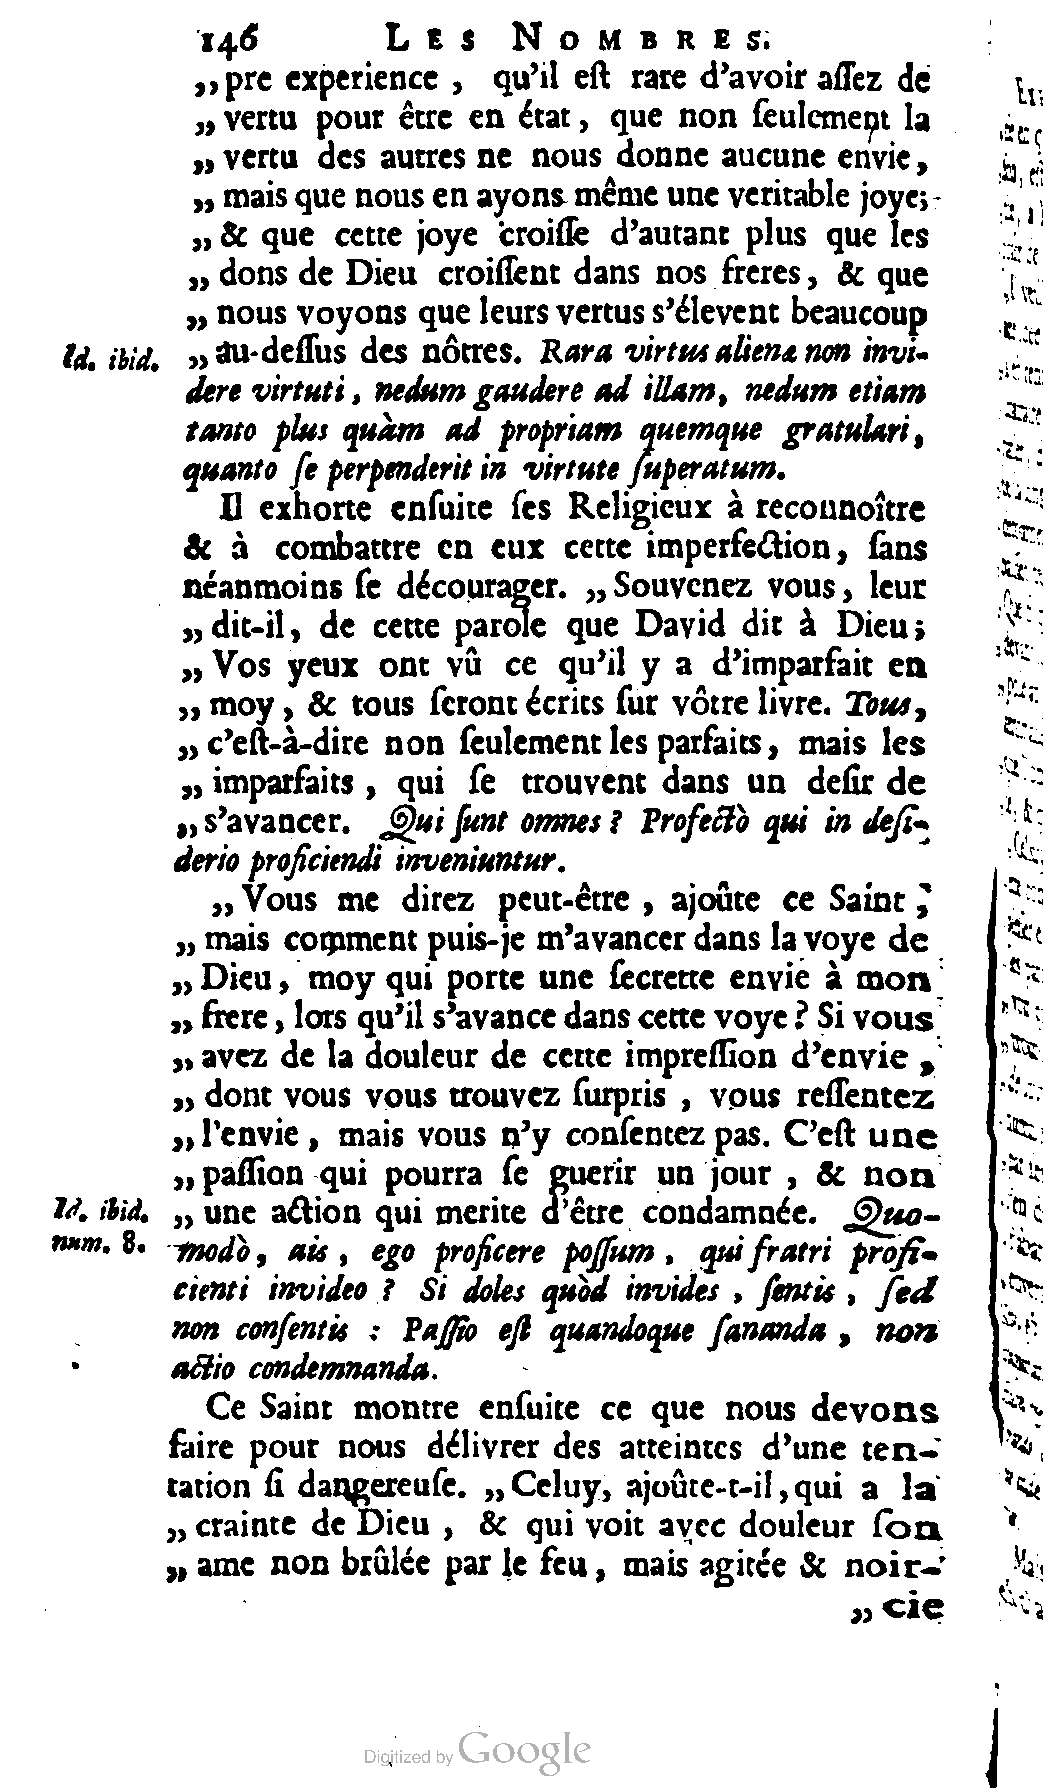 146 LES NOMBRES.
„pre experience, qu'il eſt rare d'avoir aſſez de
„ vertu pour être en état, que non ſeulement la
„ vertu des autres ne nous donne aucune envie,
„ mais que nous en ayons même une veritable joye;
„ & que cette joye croiſſe d'autant plus que les
„ dons de Dieu croiſſent dans nos freres, & que
„ nous voyons que leurs vertus s'élevent beaucoup
Id. ibid. „ au-deſſus des nôtres. Rara virtus alienæ non invi-
dere virtuti, nedum gaudere ad illam, nedum etiam
tanto plus quàm ad propriam quemque gratulari,
quanto ſe perpenderit in virtute ſuperatum.
Il exhorte enſuite ſes Religieux à reconnoître
& à combattre en eux cette imperfection, ſans
néanmoins ſe décourager. „Souvenez vous, leur
„ dit-il, de cette parole que David dit à Dieu;
„ Vos yeux ont vû ce qu'il y a d'imparfait en
„ moy, & tous ſeront écrits ſur vôtre livre. Tous,
„ c'eſt-à-dire non ſeulement les parfaits, mais les
„ imparfaits, qui ſe trouvent dans un deſir de
„ s'avancer. Qui ſunt omnes? Profectò qui in deſi-
derio proficiendi inveniuntur.
„Vous me direz peut-être, ajoûte ce Saint;
„ mais comment puis-je m'avancer dans la voye de
„ Dieu, moy qui porte une ſecrette envie à mon
„ frere, lors qu'il s'avance dans cette voye? Si vous
„ avez de la douleur de cette impreſſion d'envie,
„ dont vous vous trouvez ſurpris, vous reſſentez
„ l'envie, mais vous n'y conſentez pas. C'eſt une
„ paſſion qui pourra ſe guerir un jour, & non
Id. ibid. „ une action qui merite d'être condamnée. Quo-
num. 8. modò, ais, ego proficere poſſum, qui fratri profi-
cienti invideo? Si doles quòd invides, ſentis, ſed
non conſentis: Paſſio eſt quandoque ſananda, non
actio condemnanda.
Ce Saint montre enſuite ce que nous devons
faire pour nous délivrer des atteintes d'une ten-
tation ſi dangereuſe. „Celuy, ajoûte-t-il, qui a la
„ crainte de Dieu, & qui voit avec douleur ſon
„ ame non brûlée par le feu, mais agitée & noir-
„ cie
Digitized by Google